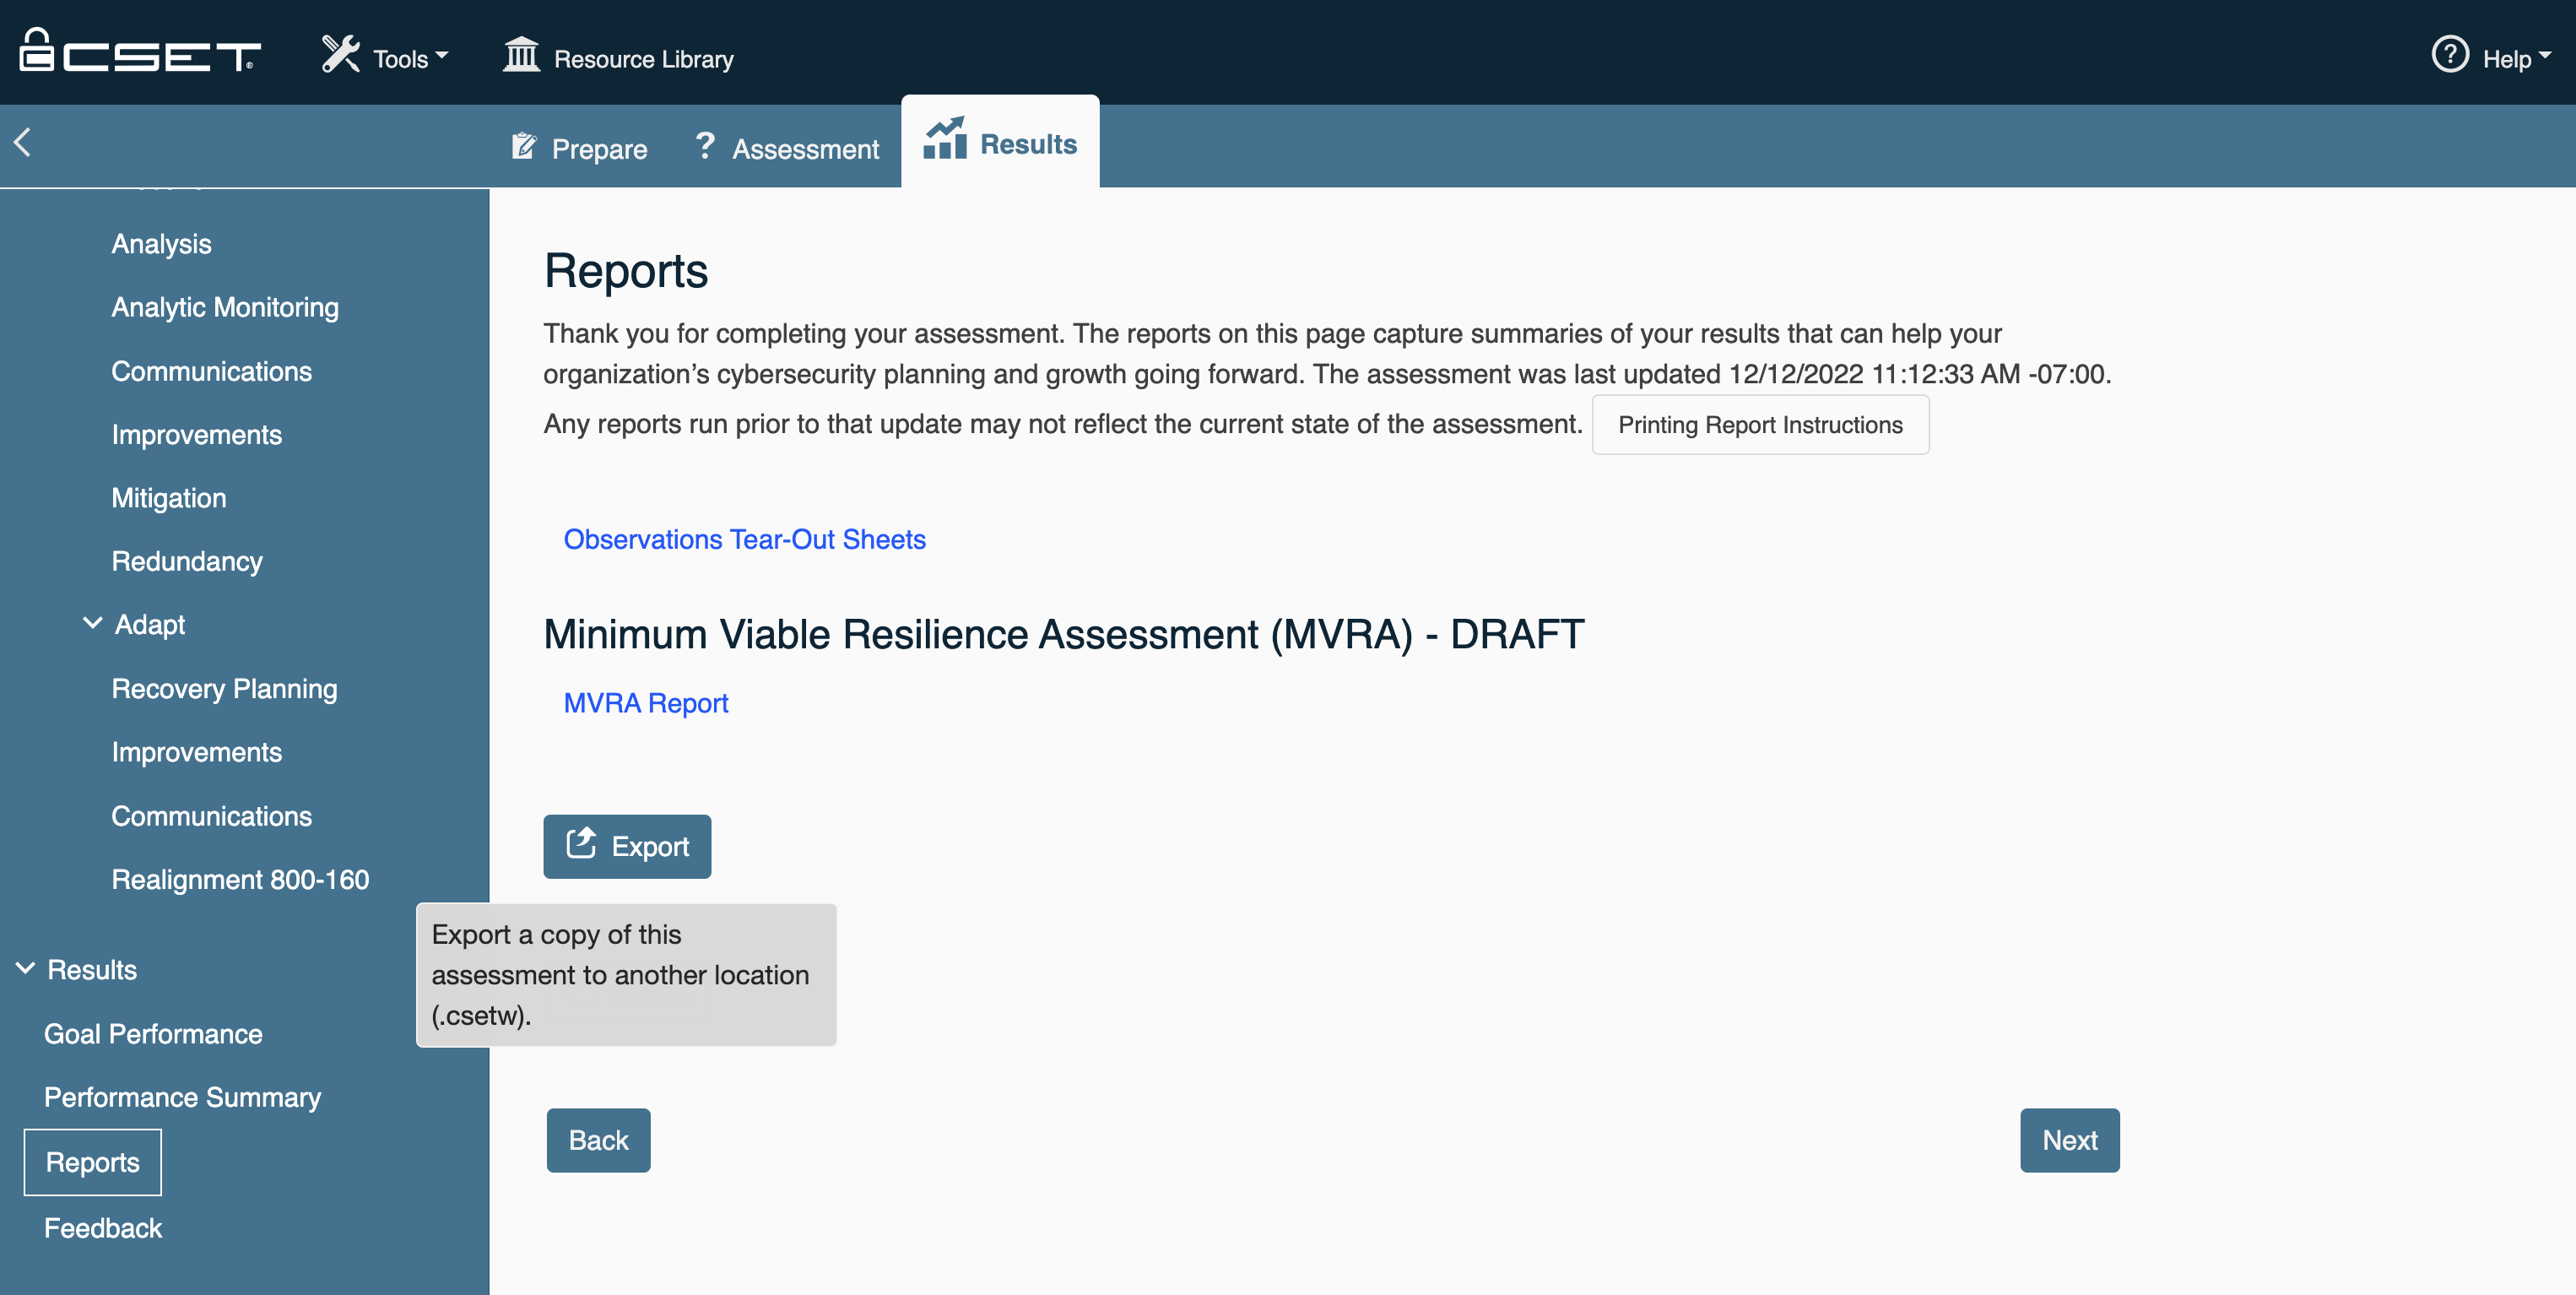 CSET
Tools
Resource Library
Help
Prepare
Assessment
Results
Analysis
Analytic Monitoring
Communications
Improvements
Mitigation
Redundancy
Adapt
Recovery Planning
Improvements
Communications
Realignment 800-160
Results
Goal Performance
Performance Summary
Reports
Feedback
Reports
Thank you for completing your assessment. The reports on this page capture summaries of your results that can help your
organization’s cybersecurity planning and growth going forward. The assessment was last updated 12/12/2022 11:12:33 AM -07:00.
Any reports run prior to that update may not reflect the current state of the assessment. Printing Report Instructions
Observations Tear-Out Sheets
Minimum Viable Resilience Assessment (MVRA) - DRAFT
MVRA Report
Export
Export a copy of this
assessment to another location
(.csetw).
Back
Next